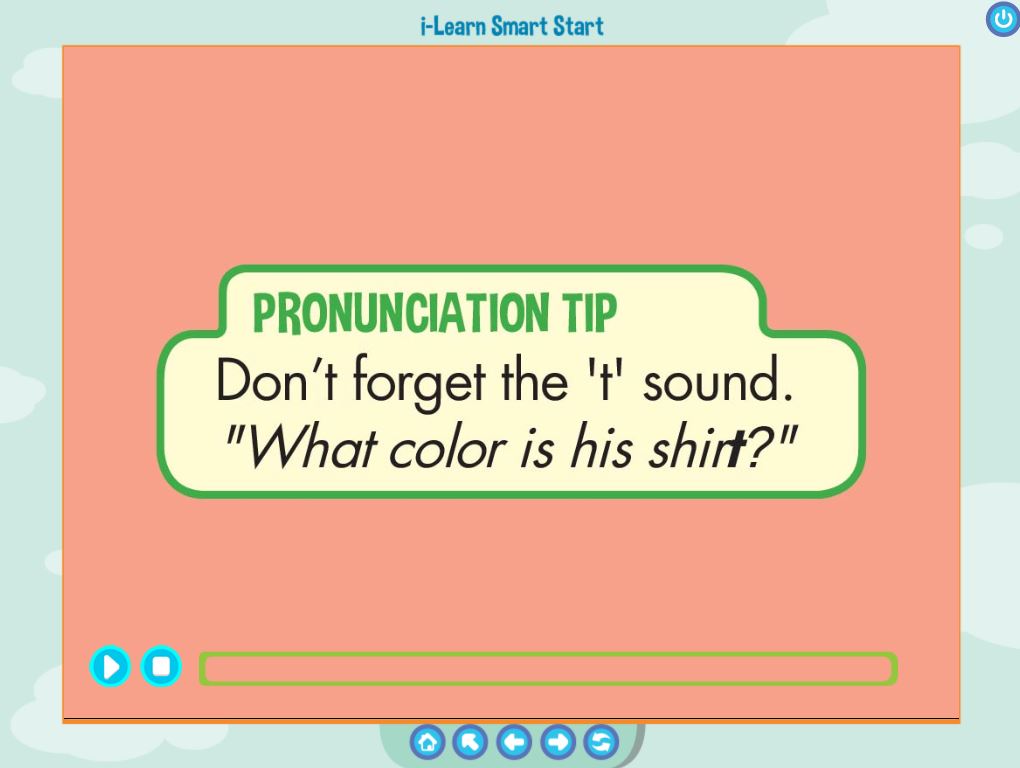 i-Learn Smart Start
PRONUNCIATION TIP
Don’t forget the 't' sound.
"What color is his shirt?"